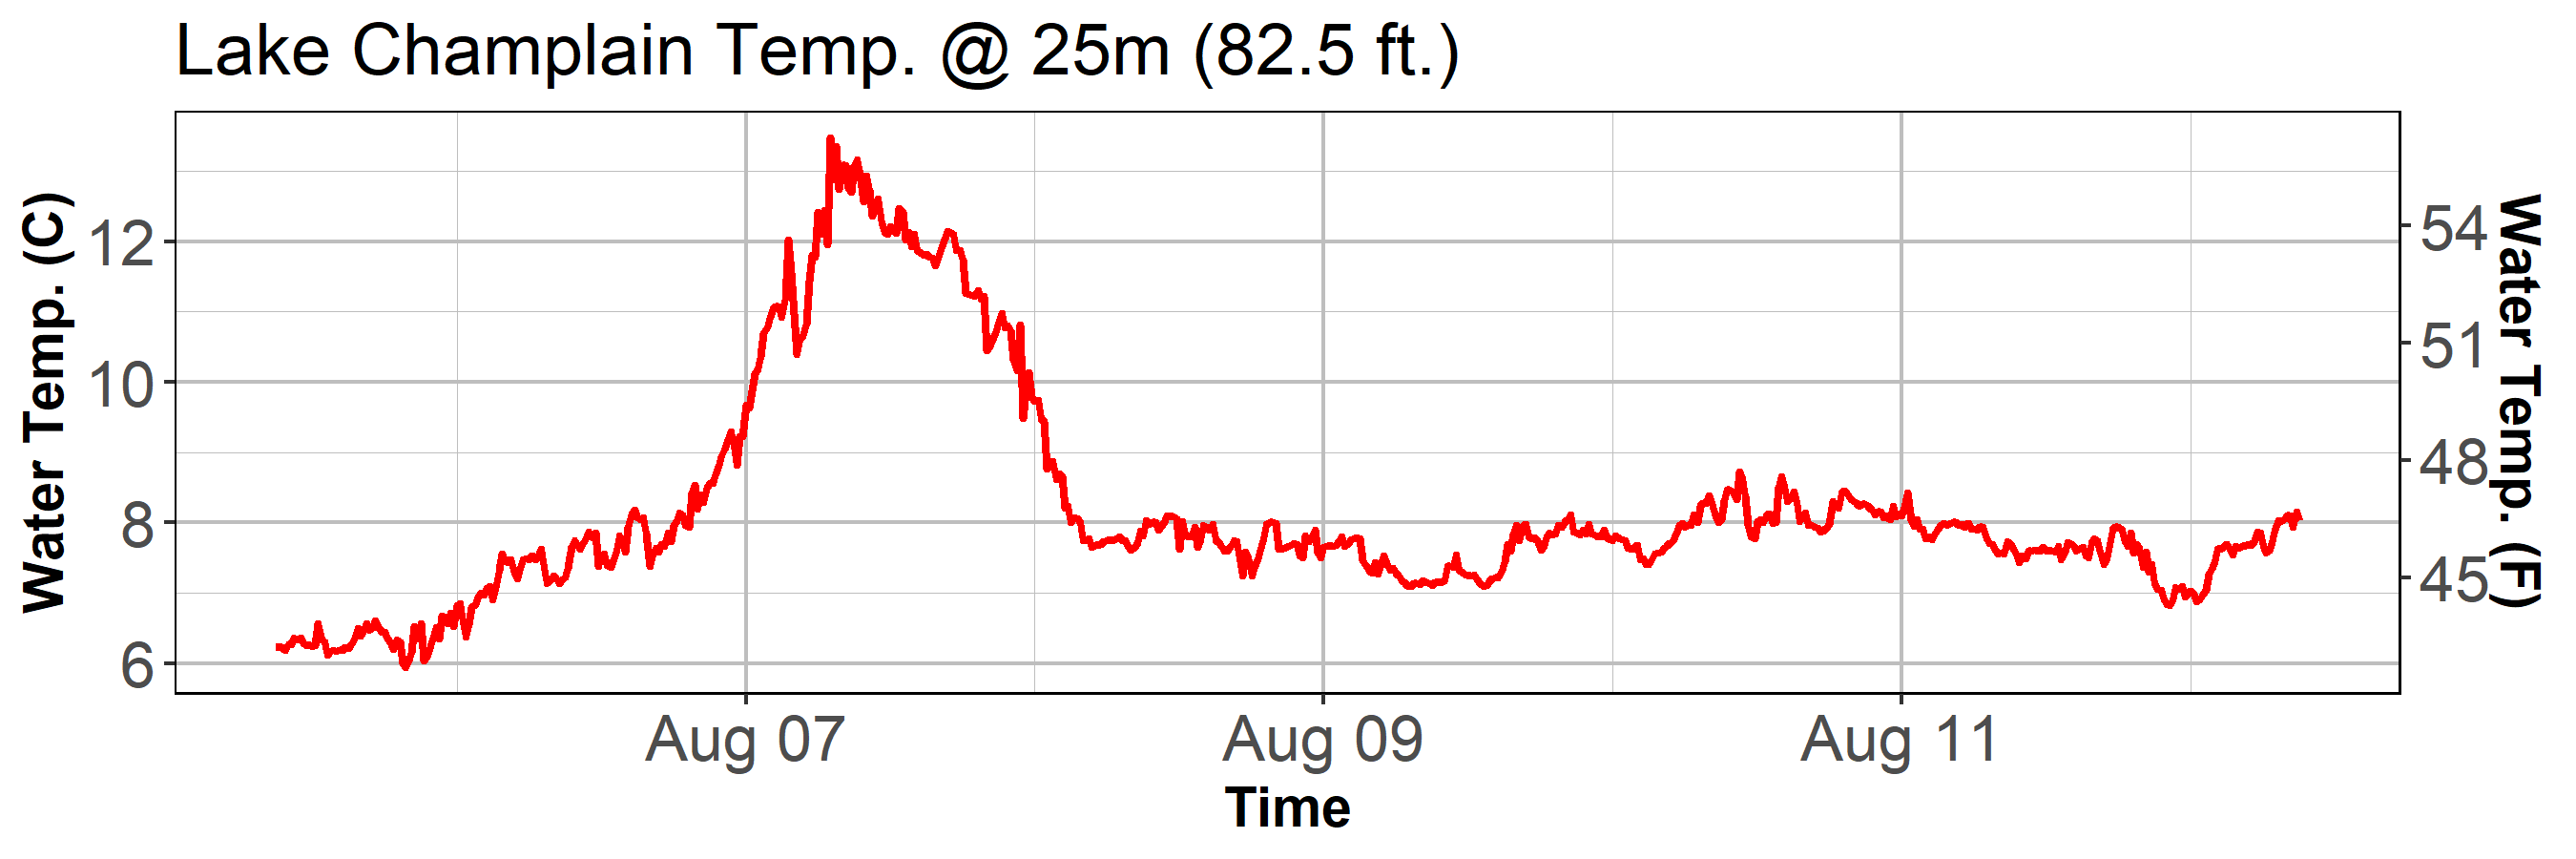 Lake Champlain Temp. @ 25m (82.5 ft.)
Water Temp. (C)
12
10
8
6
54
51
48
45
Water Temp. (F)
Aug 07 Aug 09 Aug 11
Time